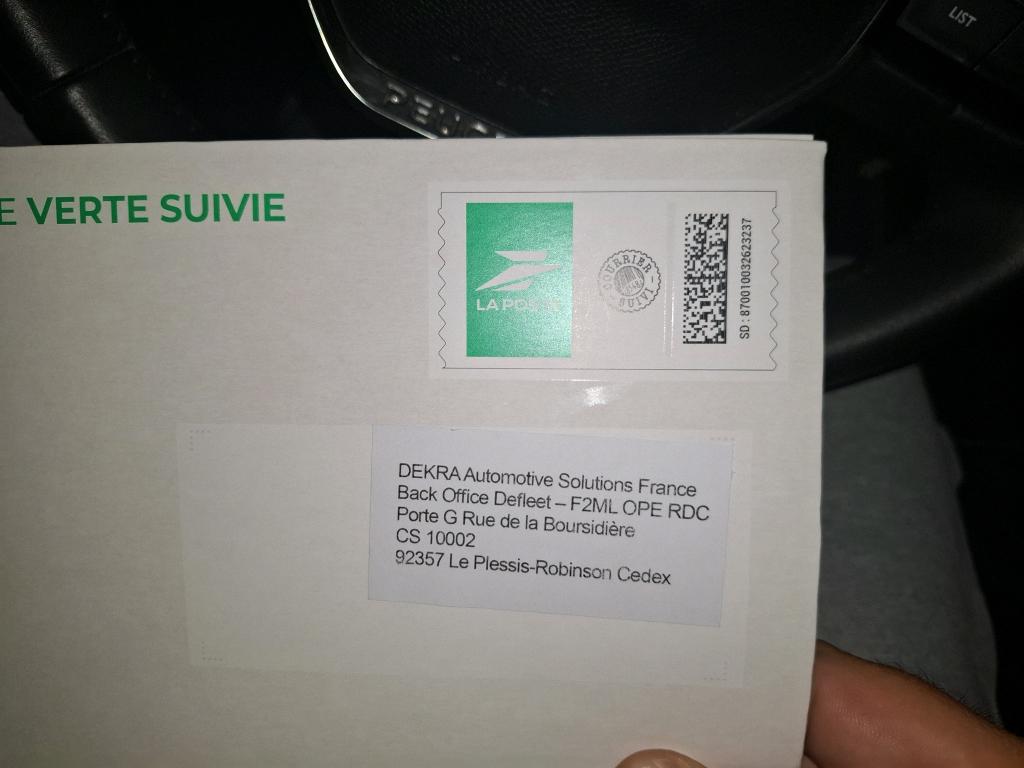 LIST
PEUG
E VERTE SUIVIE
LA POSTE
COURRIER
SUIVI
SD : 870010032623237
DEKRA Automotive Solutions France
Back Office Defleet – F2ML OPE RDC
Porte G Rue de la Boursidière
CS 10002
92357 Le Plessis-Robinson Cedex